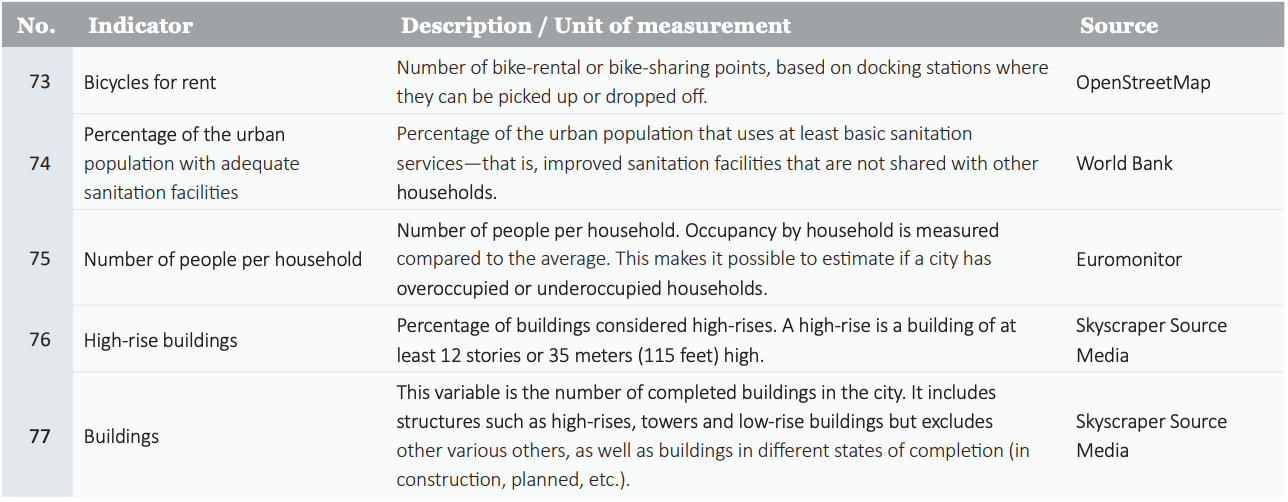 No. Indicator Description / Unit of measurement Source
73 Bicycles for rent Number of bike-rental or bike-sharing points, based on docking stations where they can be picked up or dropped off. OpenStreetMap
74 Percentage of the urban population with adequate sanitation facilities Percentage of the urban population that uses at least basic sanitation services—that is, improved sanitation facilities that are not shared with other households. World Bank
75 Number of people per household Number of people per household. Occupancy by household is measured compared to the average. This makes it possible to estimate if a city has overoccupied or underoccupied households. Euromonitor
76 High-rise buildings Percentage of buildings considered high-rises. A high-rise is a building of at least 12 stories or 35 meters (115 feet) high. Skyscraper Source Media
77 Buildings This variable is the number of completed buildings in the city. It includes structures such as high-rises, towers and low-rise buildings but excludes other various others, as well as buildings in different states of completion (in construction, planned, etc.). Skyscraper Source Media